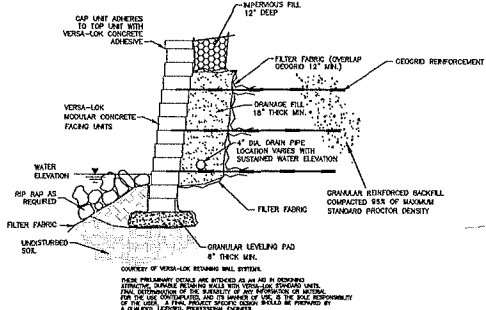 IMPERVIOUS FILL
12" DEEP
CAP UNIT ADHERES
TO TOP UNIT WITH
VERSA-LOK CONCRETE
ADHESIVE
FILTER FABRIC (OVERLAP
GEOGRID 12" MIN.)
GEOGRID REINFORCEMENT
VERSA-LOK
MODULAR CONCRETE
FACING UNITS
DRAINAGE FILL
18" THICK MIN.
4" DIA. DRAIN PIPE
LOCATION VARIES WITH
SUSTAINED WATER ELEVATION
WATER
ELEVATION
RIP RAP AS
REQUIRED
FILTER FABRIC
UNDISTURBED
SOIL
FILTER FABRIC
GRANULAR REINFORCED BACKFILL
COMPACTED 95% OF MAXIMUM
STANDARD PROCTOR DENSITY
GRANULAR LEVELING PAD
6" THICK MIN.
COURTESY OF VERSA-LOK RETAINING WALL SYSTEMS.
THESE PRELIMINARY DETAILS ARE INTENDED AS AN AID IN DESIGNING
ATTRACTIVE, DURABLE RETAINING WALLS WITH VERSA-LOK STANDARD UNITS.
FINAL DETERMINATION OF THE SUITABILITY OF ANY INFORMATION OR MATERIAL
FOR THE USE CONTEMPLATED, AND ITS MANNER OF USE, IS THE SOLE RESPONSIBILITY
OF THE USER. A FINAL, PROJECT SPECIFIC DESIGN SHOULD BE PREPARED BY
A QUALIFIED, LICENSED, PROFESSIONAL ENGINEER.